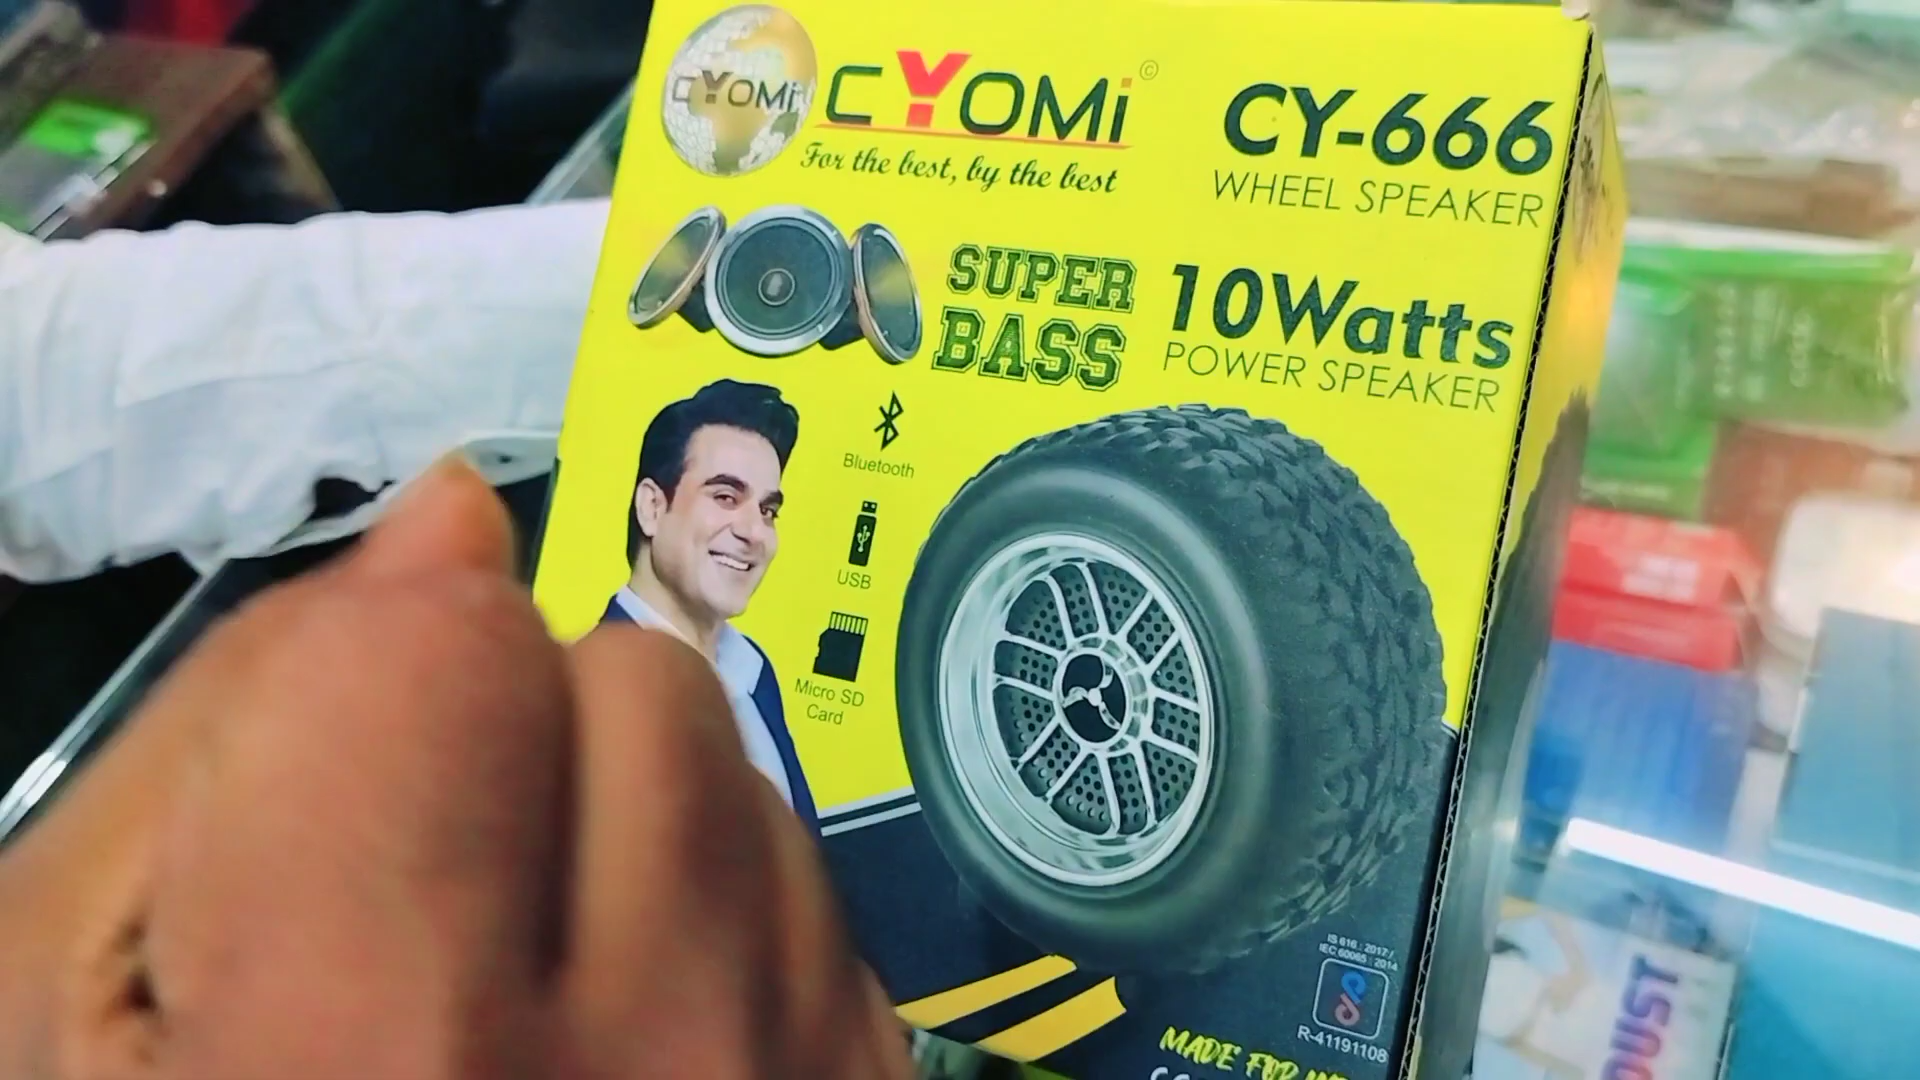 CYOMi
CYOMi ©
For the best, by the best
CY-666
WHEEL SPEAKER
SUPER
BASS
10Watts
POWER SPEAKER
Bluetooth
USB
Micro SD
Card
IS 616 : 2017 /
IEC 60065 : 2014
R-41191108
MADE FOR